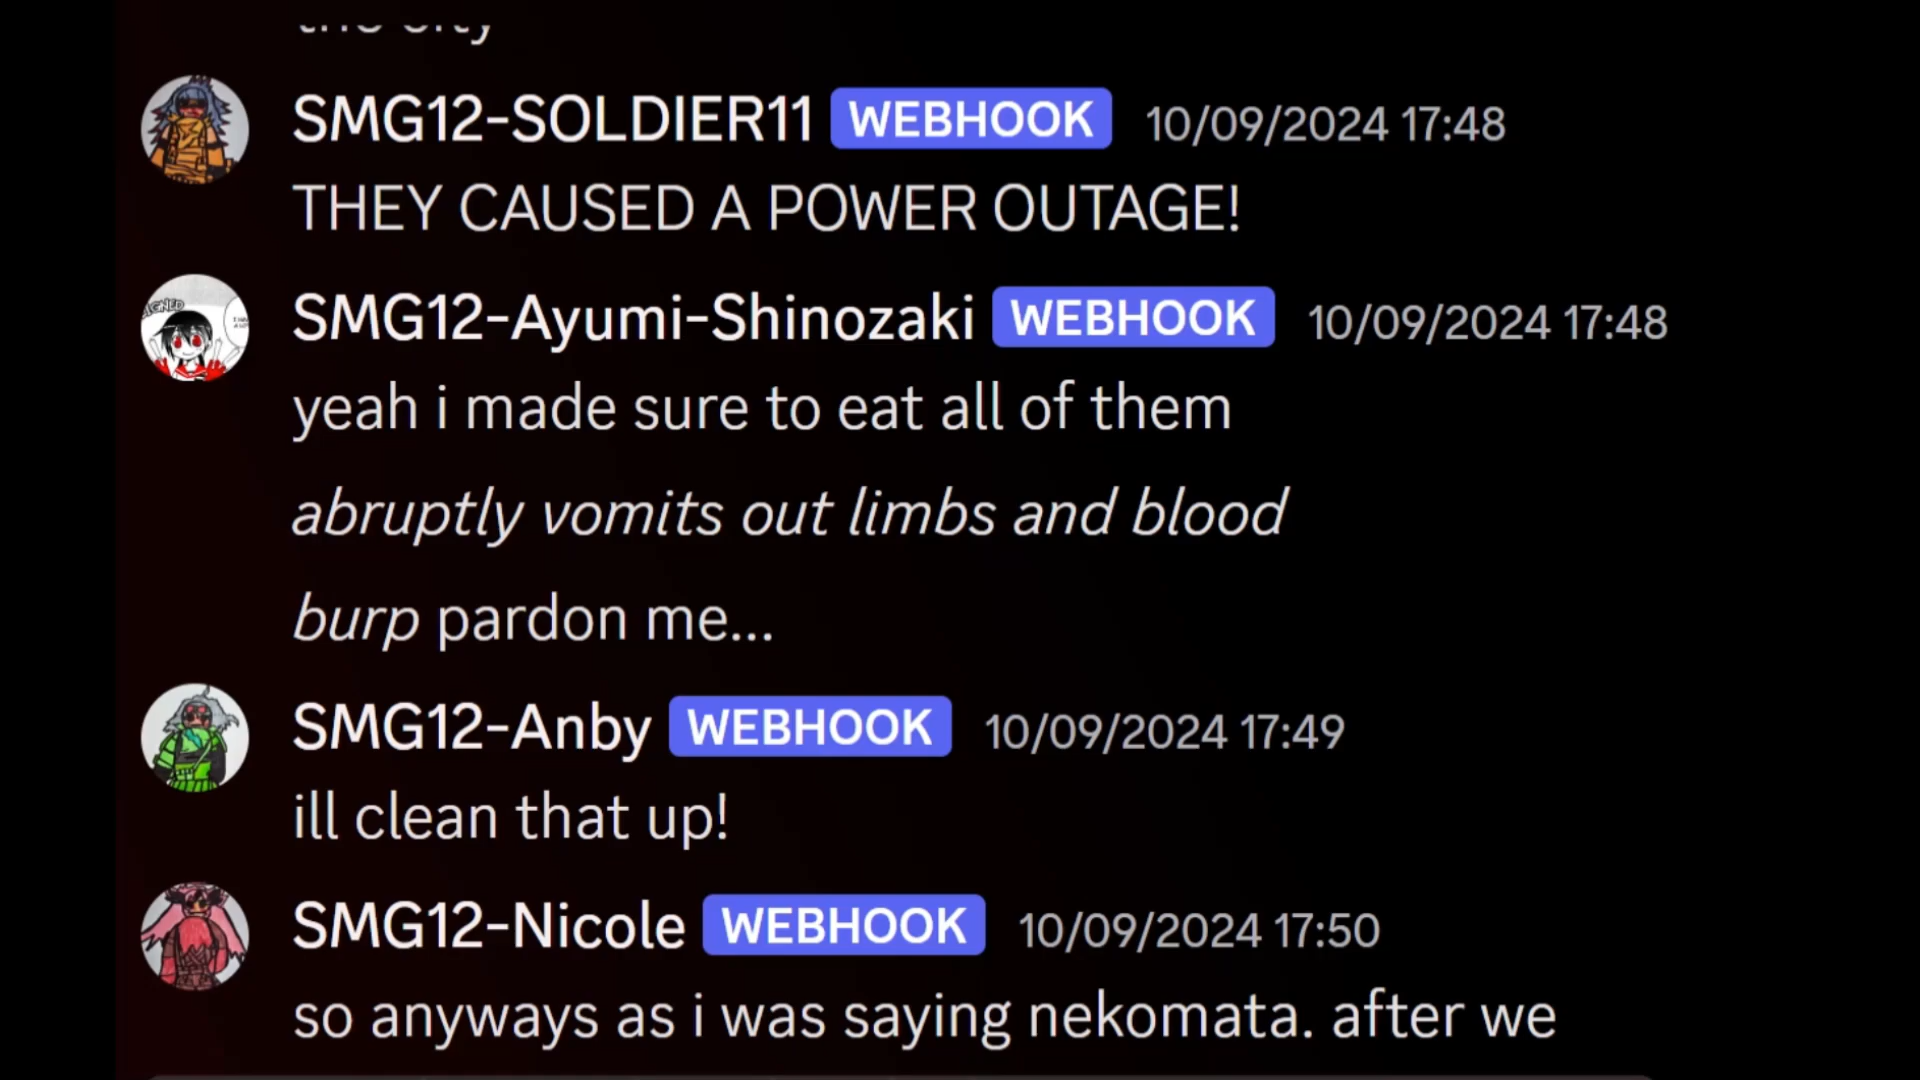 the city
SMG12-SOLDIER11 WEBHOOK 10/09/2024 17:48
THEY CAUSED A POWER OUTAGE!
SMG12-Ayumi-Shinozaki WEBHOOK 10/09/2024 17:48
yeah i made sure to eat all of them
abruptly vomits out limbs and blood
burp pardon me...
SMG12-Anby WEBHOOK 10/09/2024 17:49
ill clean that up!
SMG12-Nicole WEBHOOK 10/09/2024 17:50
so anyways as i was saying nekomata. after we